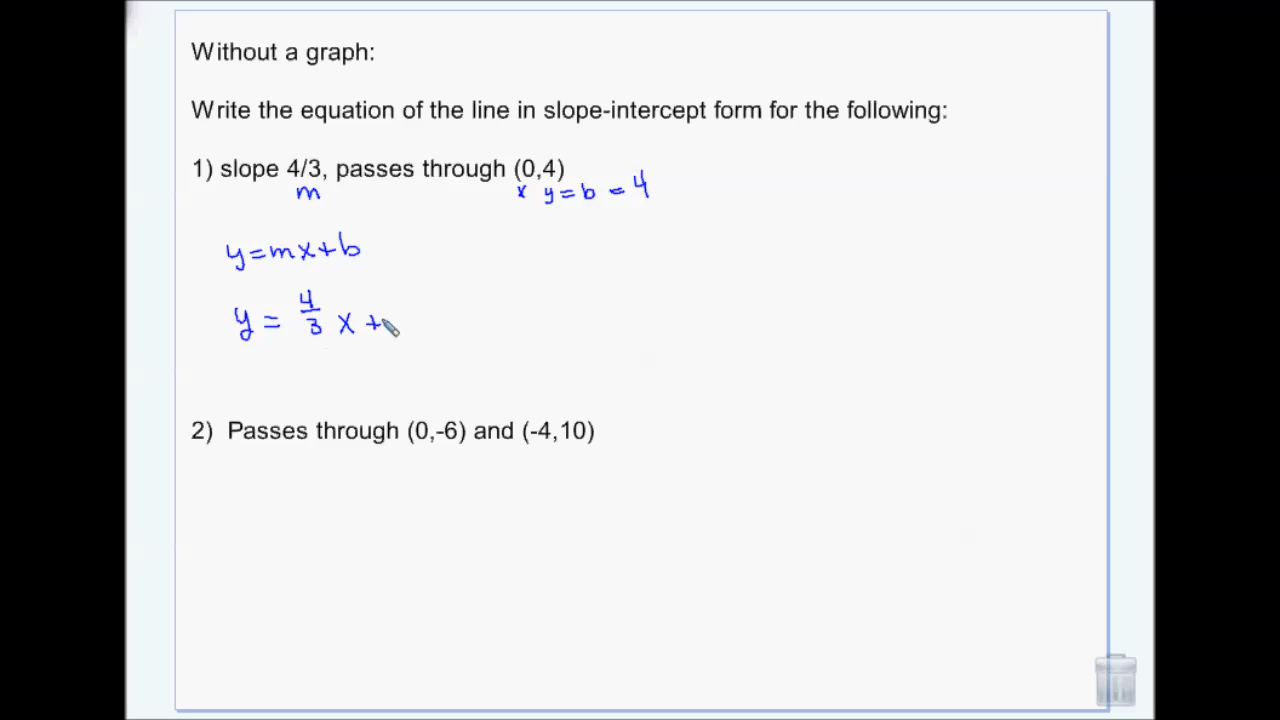 Without a graph:
Write the equation of the line in slope-intercept form for the following:
1) slope 4/3, passes through (0,4)
m x y = b = 4
y=mx+b
y = 4/3 x +
2) Passes through (0,-6) and (-4,10)